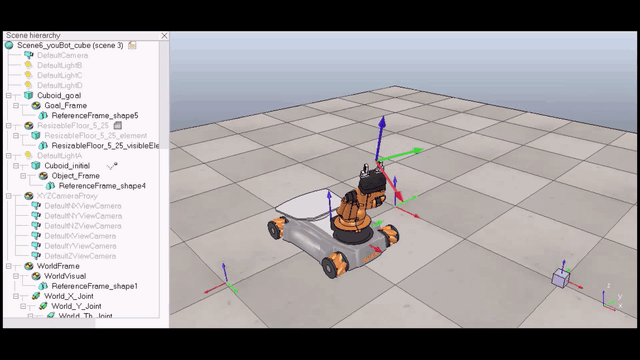 Scene hierarchy
Scene6_youBot_cube (scene 3)
DefaultCamera
DefaultLightB
DefaultLightC
DefaultLightD
Cuboid_goal
Goal_Frame
ReferenceFrame_shape5
ResizableFloor_5_25
ResizableFloor_5_25_element
ResizableFloor_5_25_visibleEle
DefaultLightA
Cuboid_initial
Object_Frame
ReferenceFrame_shape4
XYZCameraProxy
DefaultNXViewCamera
DefaultNYViewCamera
DefaultNZViewCamera
DefaultXViewCamera
DefaultYViewCamera
DefaultZViewCamera
WorldFrame
WorldVisual
ReferenceFrame_shape1
World_X_Joint
World_Y_Joint
World_Th_Joint
z
y
x